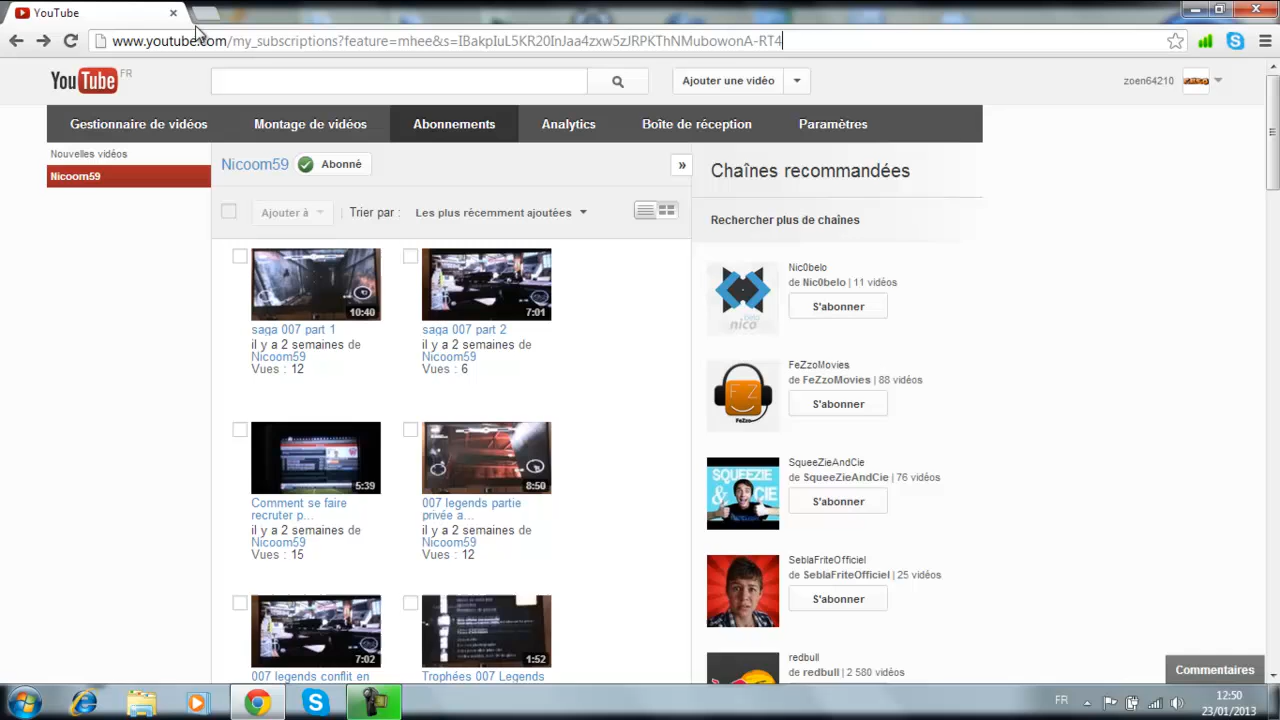 YouTube
www.youtube.com/my_subscriptions?feature=mhee&s=IBakpIuL5KR20Inaa4zxw5zJRPKThNMubowonA-RT4
YouTube FR
Ajouter une vidéo
zoen64210
Gestionnaire de vidéos
Montage de vidéos
Abonnements
Analytics
Boîte de réception
Paramètres
Nouvelles vidéos
Nicoom59
Nicoom59
Abonné
»
Ajouter à
Trier par :
Les plus récemment ajoutées
10:40
saga 007 part 1
il y a 2 semaines de
Nicoom59
Vues : 12
7:01
saga 007 part 2
il y a 2 semaines de
Nicoom59
Vues : 6
5:39
Comment se faire
recruter p...
il y a 2 semaines de
Nicoom59
Vues : 15
8:50
007 legends partie
privée a...
il y a 2 semaines de
Nicoom59
Vues : 12
7:02
007 legends conflit en
1:52
Trophées 007 Legends
Chaînes recommandées
Rechercher plus de chaînes
nico
Nic0belo
de Nic0belo | 11 vidéos
S'abonner
F Z
FeZzo
FeZzoMovies
de FeZzoMovies | 88 vidéos
S'abonner
SQUEEZIE
& CIE
SqueeZieAndCie
de SqueeZieAndCie | 76 vidéos
S'abonner
SeblaFriteOfficiel
de SeblaFriteOfficiel | 25 vidéos
S'abonner
redbull
de redbull | 2 580 vidéos
Commentaires
FR
12:50
23/01/2013